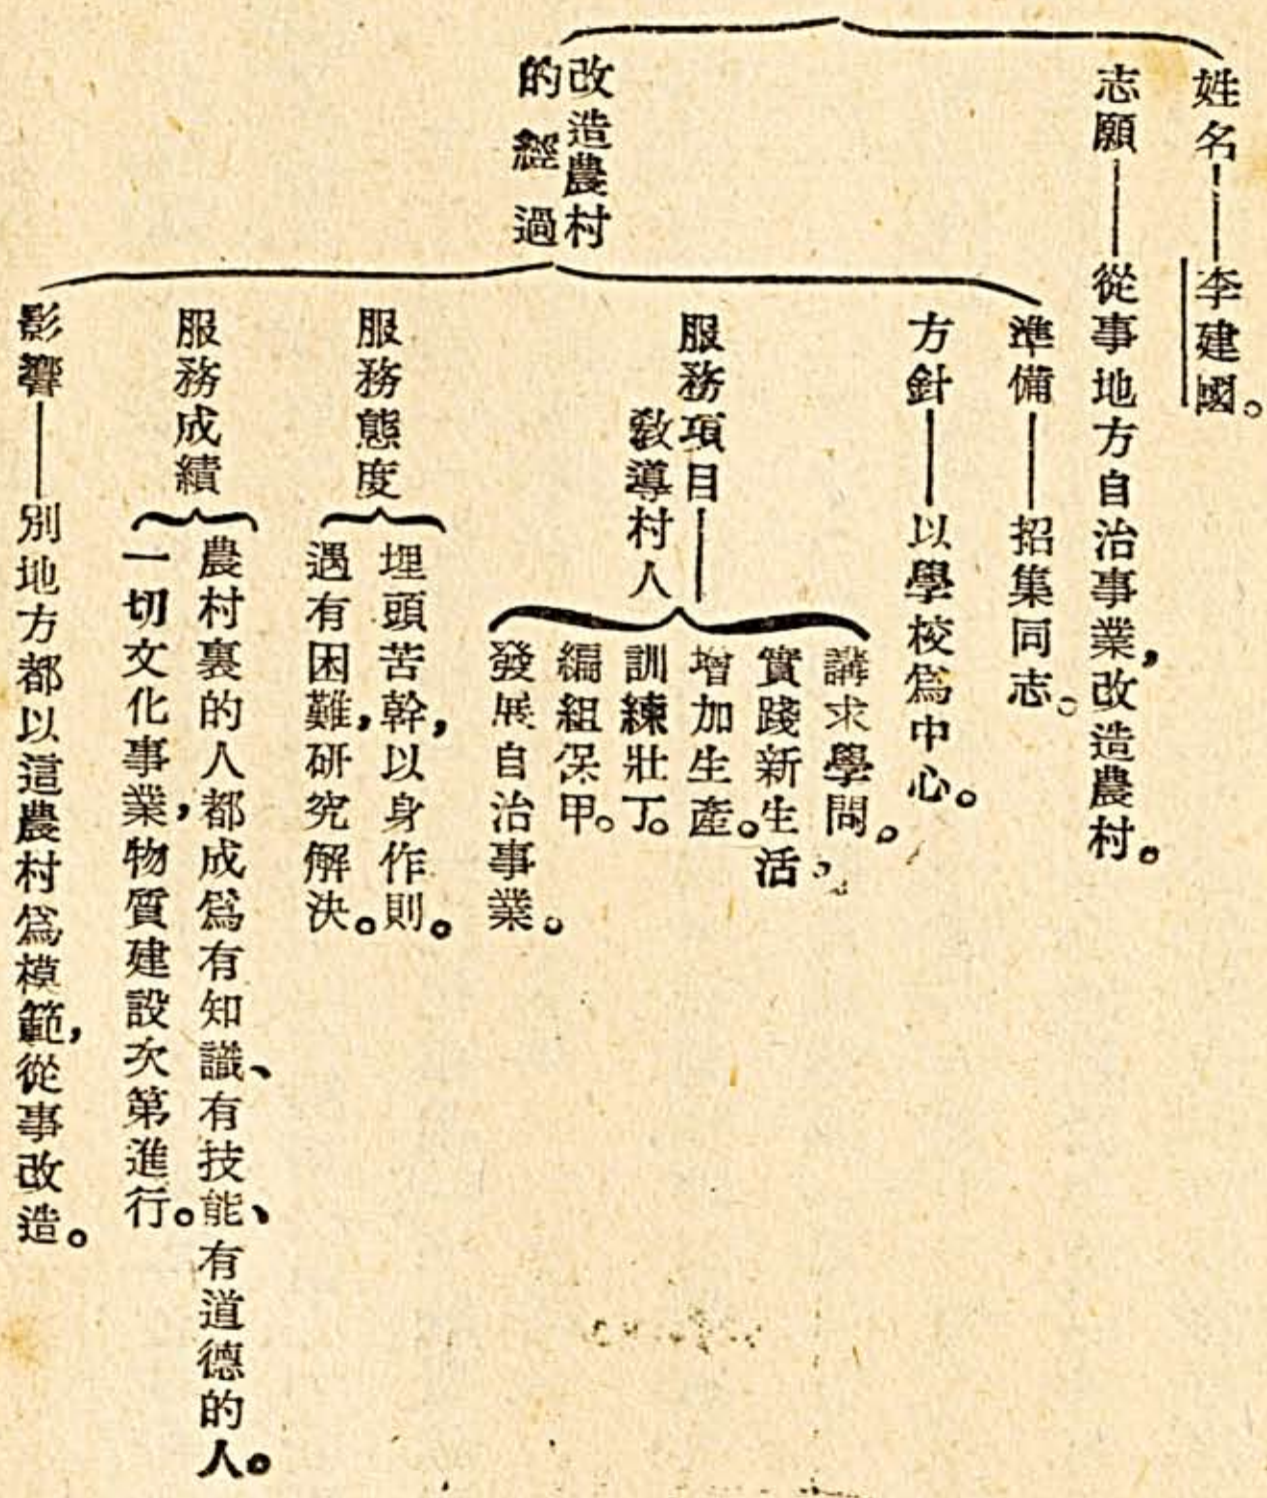 姓名——李建國。
志願——從事地方自治事業，改造農村。
改造農村
的經過
準備——招集同志。
方針——以學校爲中心。
服務項目——
教導村人
講求學問。
實踐新生活。
增加生產。
訓練壯丁。
編組保甲。
發展自治事業。
服務態度
埋頭苦幹，以身作則。
遇有困難，研究解決。
服務成績
農村裏的人都成爲有知識、有技能、有道德的人。
一切文化事業，物質建設次第進行。
影響——別地方都以這農村爲模範，從事改造。